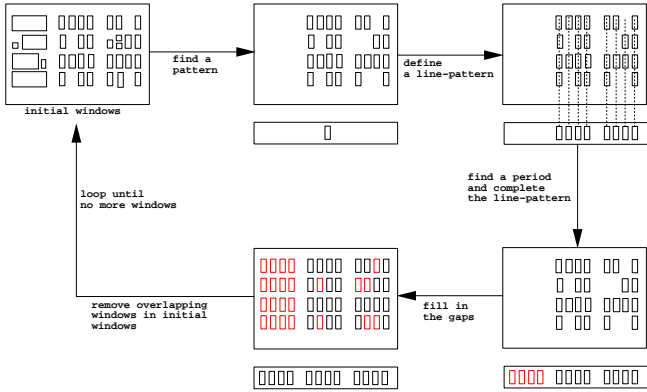 find a
pattern
define
a line-pattern
initial windows
find a period
and complete
the line-pattern
loop until
no more windows
remove overlapping
windows in initial
windows
fill in
the gaps